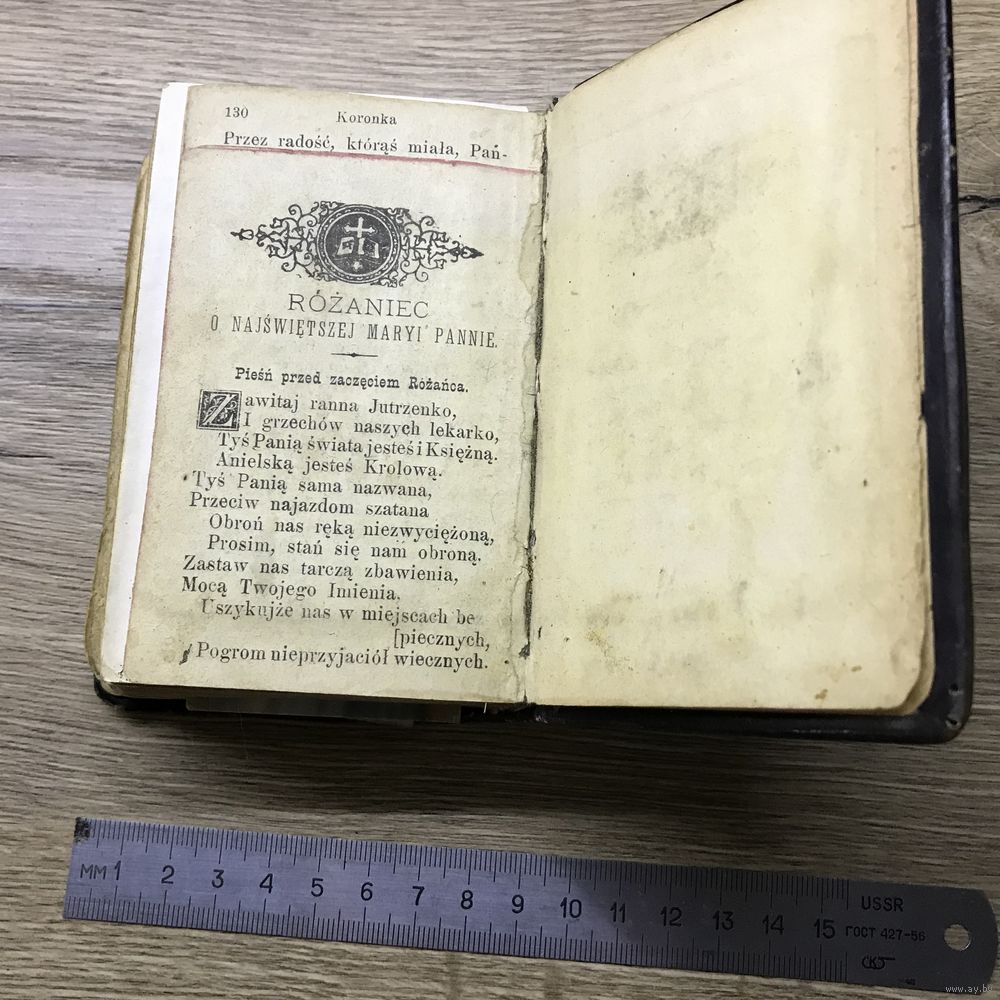 130 Koronka
Przez radość, którąś miała, Pań-
RÓŻANIEC
O NAJŚWIĘTSZEJ MARYI PANNIE.
Pieśń przed zaczęciem Różańca.
Zawitaj ranna Jutrzenko,
I grzechów naszych lekarko,
Tyś Panią świata jesteś i Księżną.
Anielską jesteś Krolową.
Tyś Panią sama nazwana,
Przeciw najazdom szatana
Obroń nas ręką niezwyciężoną,
Prosim, stań się nam obroną.
Zastaw nas tarczą zbawienia,
Mocą Twojego Imienia,
Uszykujże nas w miejscach be
[piecznych,
Pogrom nieprzyjaciół wiecznych.
MM 1 2 3 4 5 6 7 8 9 10 11 12 13 14 15
USSR
ГОСТ 427-56
www.ay.by